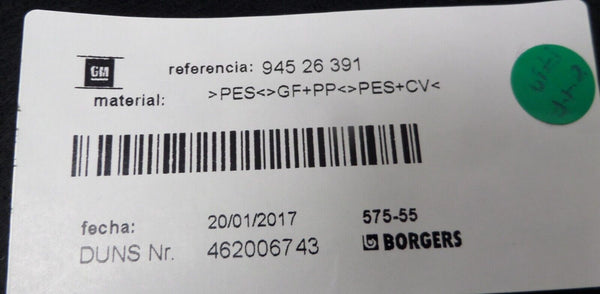 GM
referencia: 945 26 391
material: >PES<>GF+PP<>PES+CV<
fecha: 20/01/2017 575-55
DUNS Nr. 462006743 BORGERS